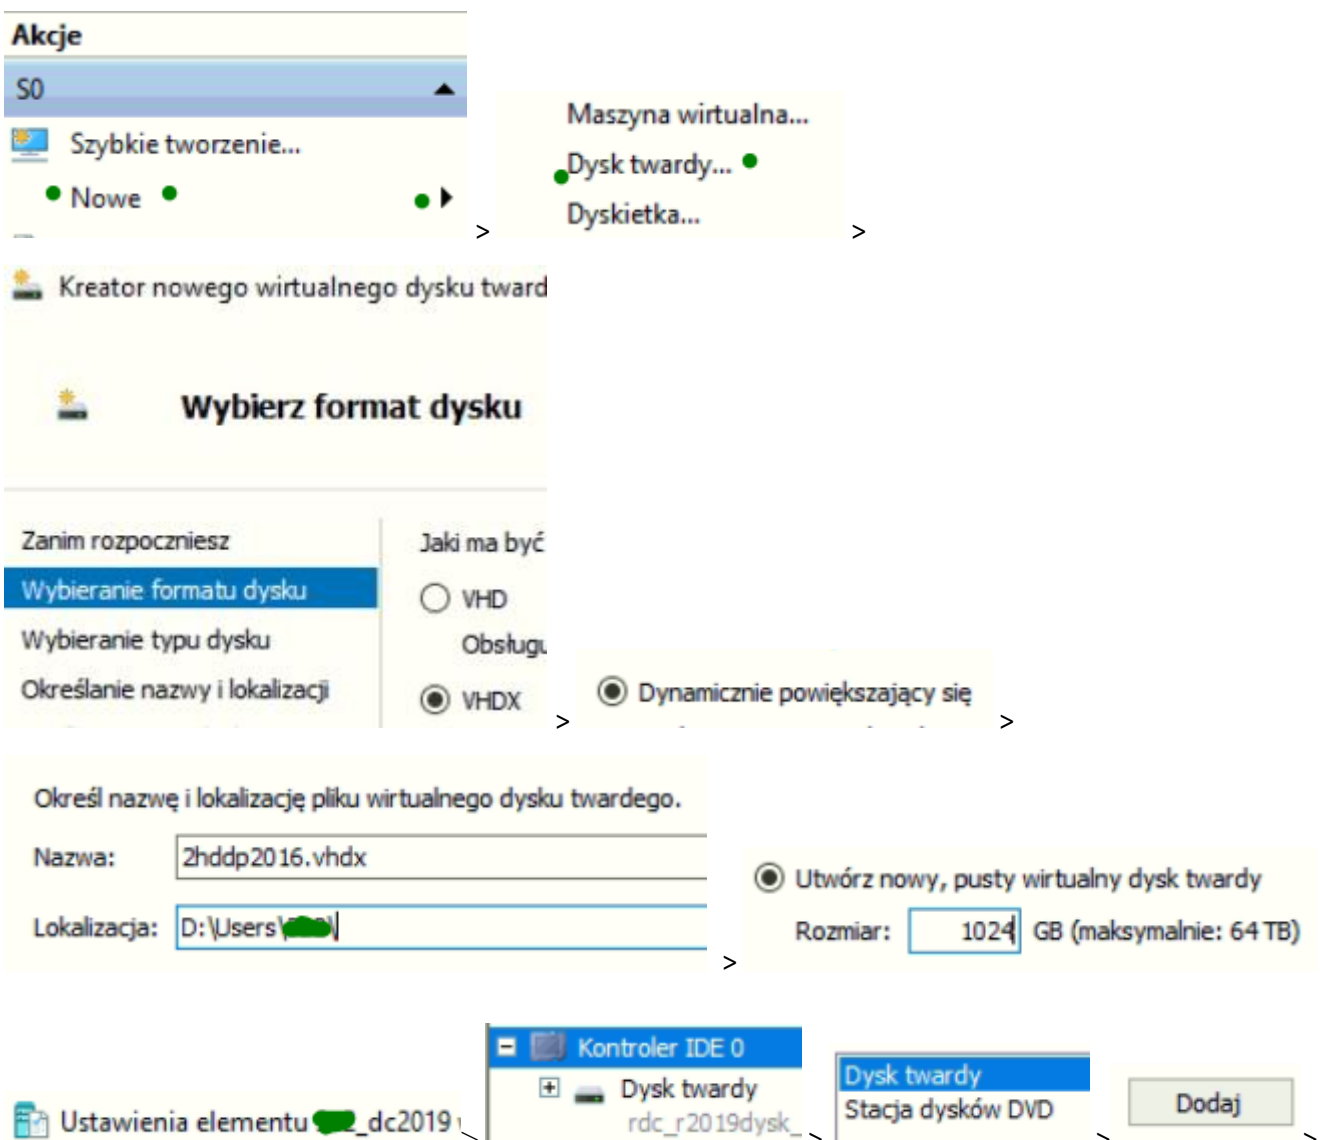 Akcje
S0
Szybkie tworzenie...
Nowe
>
Maszyna wirtualna...
Dysk twardy...
Dyskietka...
>
Kreator nowego wirtualnego dysku tward
Wybierz format dysku
Zanim rozpoczniesz
Wybieranie formatu dysku
Wybieranie typu dysku
Określanie nazwy i lokalizacji
Jaki ma być
VHD
Obsługu
VHDX
>
Dynamicznie powiększający się
>
Określ nazwę i lokalizację pliku wirtualnego dysku twardego.
Nazwa: 2hddp2016.vhdx
Lokalizacja: D:\Users\ \
>
Utwórz nowy, pusty wirtualny dysk twardy
Rozmiar: 1024 GB (maksymalnie: 64 TB)
Ustawienia elementu _dc2019
>
Kontroler IDE 0
Dysk twardy
rdc_r2019dysk_
>
Dysk twardy
Stacja dysków DVD
>
Dodaj
>